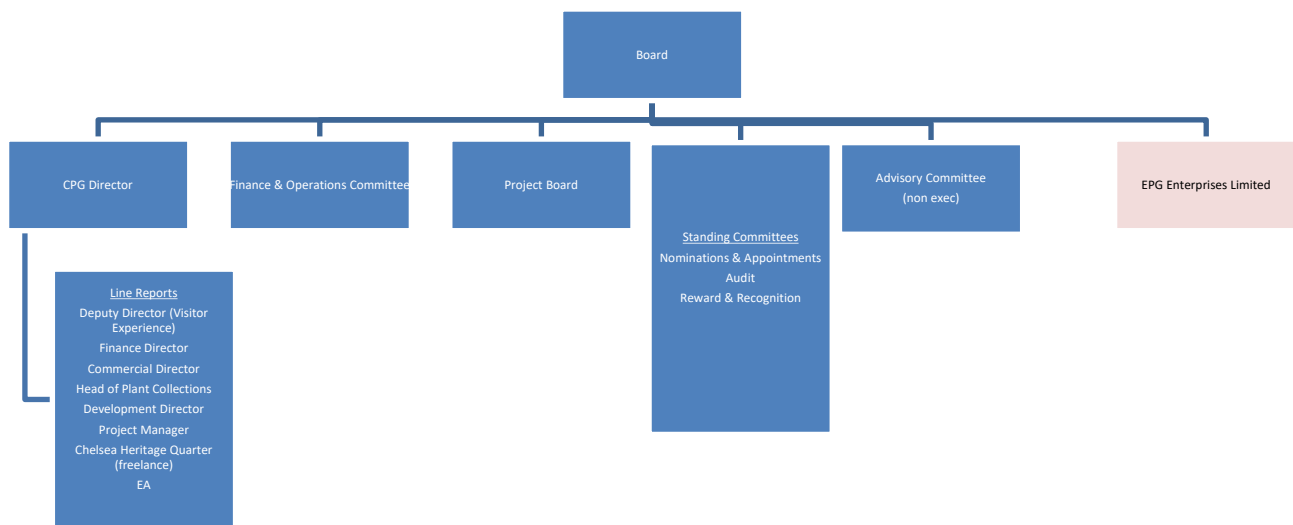 Board
CPG Director
Finance & Operations Committee
Project Board
Standing Committees
Nominations & Appointments
Audit
Reward & Recognition
Advisory Committee
(non exec)
EPG Enterprises Limited
Line Reports
Deputy Director (Visitor
Experience)
Finance Director
Commercial Director
Head of Plant Collections
Development Director
Project Manager
Chelsea Heritage Quarter
(freelance)
EA